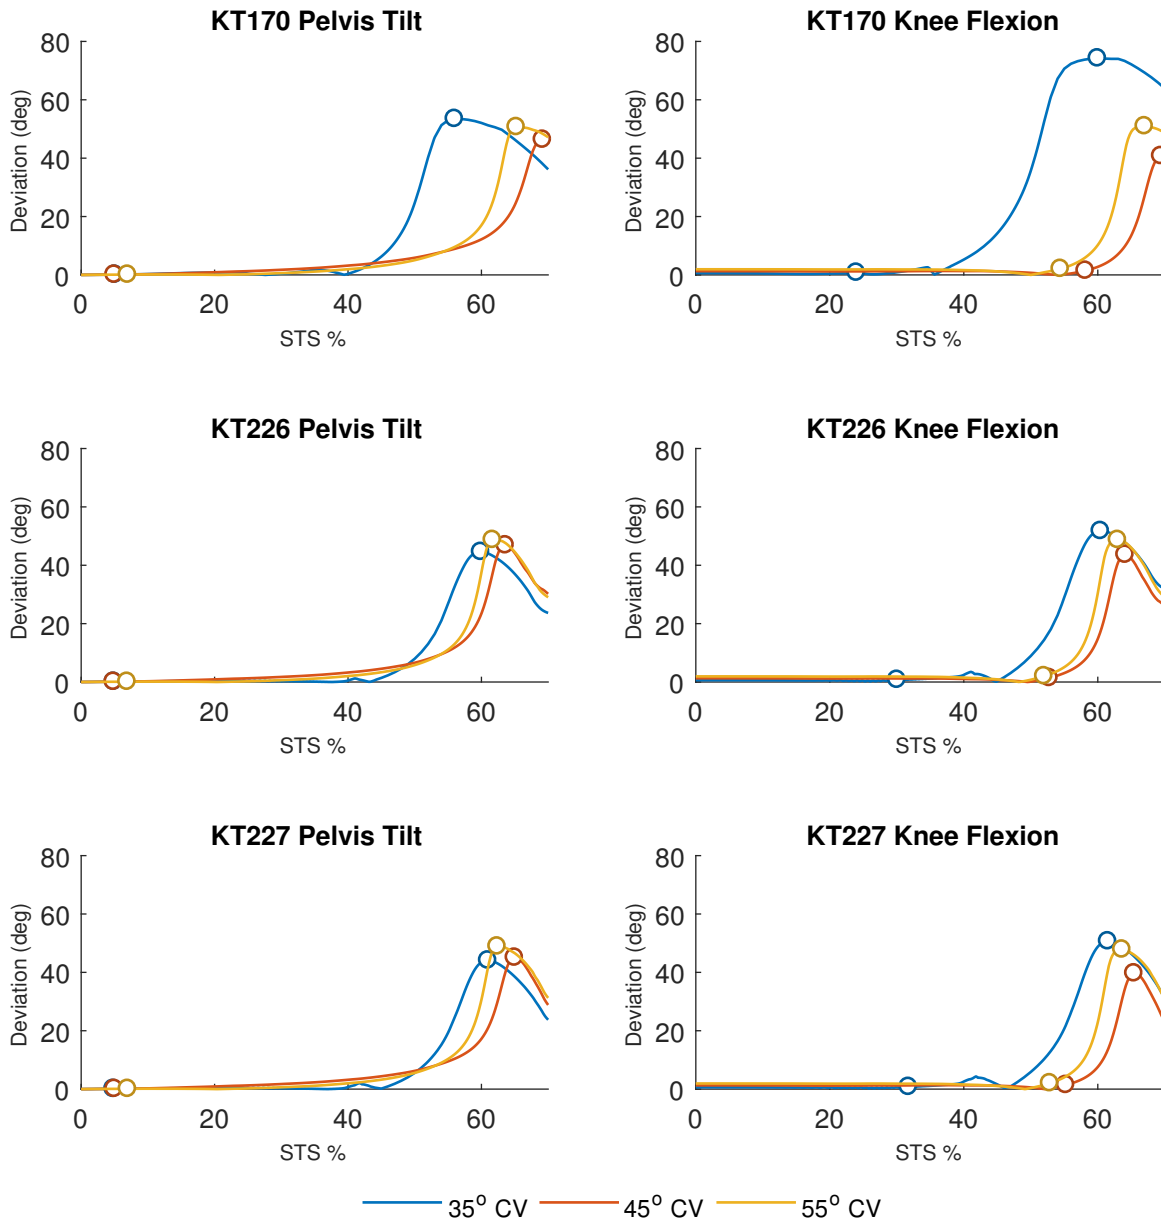 KT170 Pelvis Tilt
80
60
40
20
0
Deviation (deg)
0 20 40 60
STS %
KT170 Knee Flexion
80
60
40
20
0
Deviation (deg)
0 20 40 60
STS %
KT226 Pelvis Tilt
80
60
40
20
0
Deviation (deg)
0 20 40 60
STS %
KT226 Knee Flexion
80
60
40
20
0
Deviation (deg)
0 20 40 60
STS %
KT227 Pelvis Tilt
80
60
40
20
0
Deviation (deg)
0 20 40 60
STS %
KT227 Knee Flexion
80
60
40
20
0
Deviation (deg)
0 20 40 60
STS %
35° CV 45° CV 55° CV